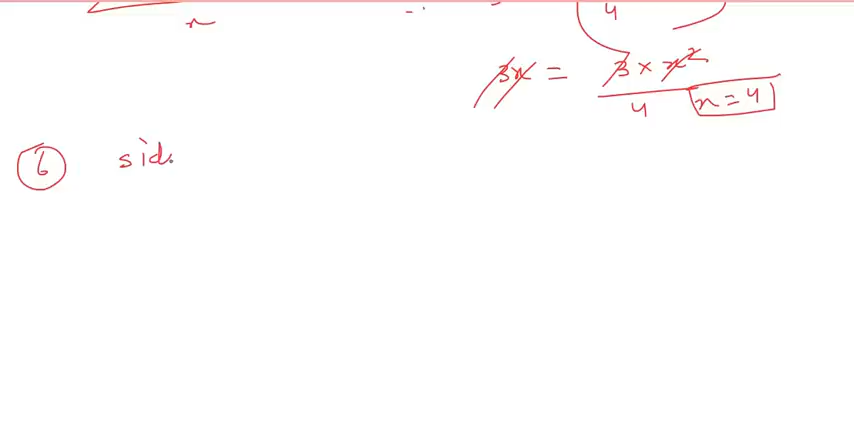 4
n
3x = 3 × x²
4
n = 4
6 sid.